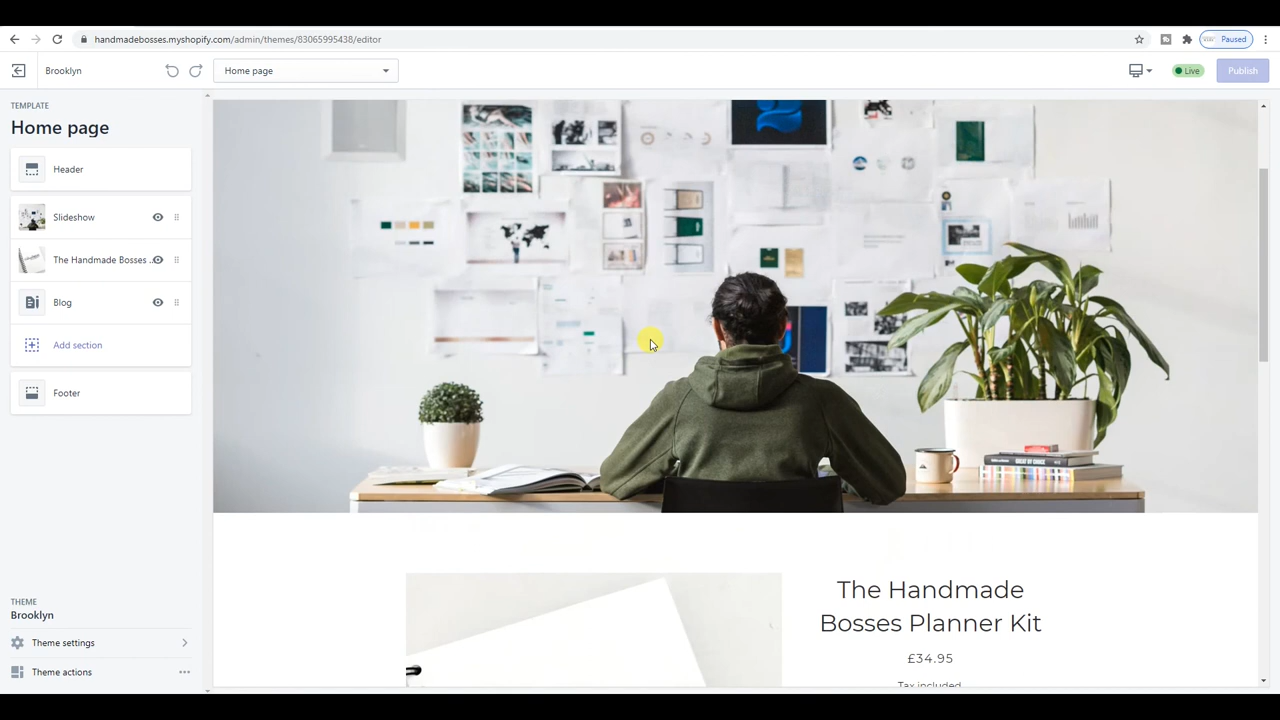 handmadebosses.myshopify.com/admin/themes/83065995438/editor
Paused
Brooklyn
Home page
Live
Publish
TEMPLATE
Home page
Header
Slideshow
The Handmade Bosses ...
Blog
Add section
Footer
THEME
Brooklyn
Theme settings
Theme actions
The Handmade
Bosses Planner Kit
£34.95
Tax included